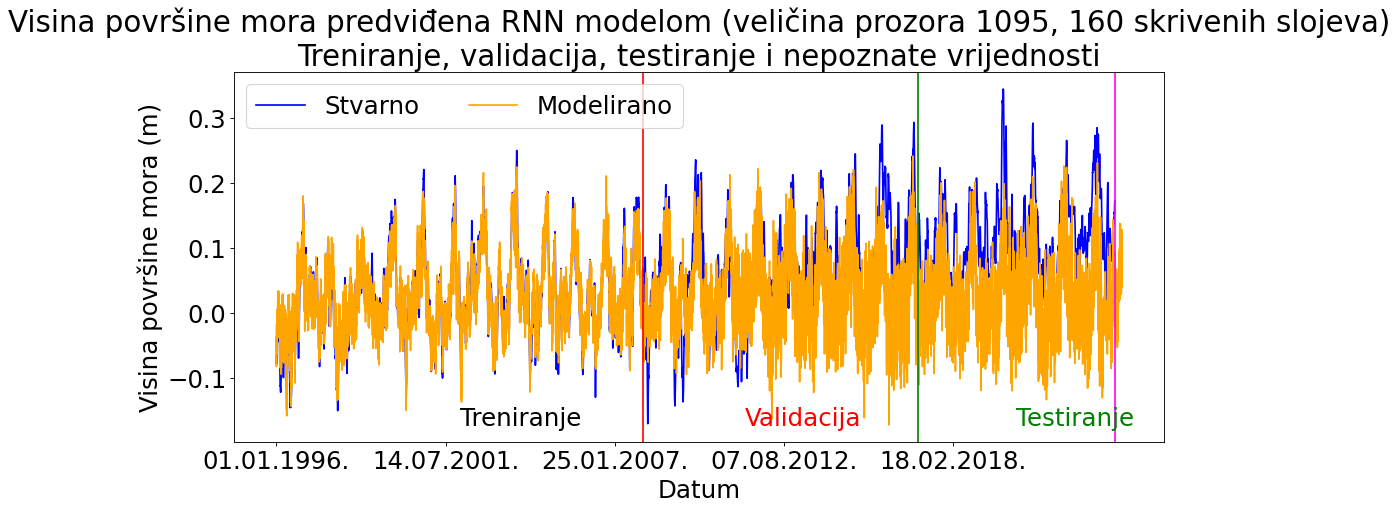 Visina površine mora predviđena RNN modelom (veličina prozora 1095, 160 skrivenih slojeva)
Treniranje, validacija, testiranje i nepoznate vrijednosti
Stvarno
Modelirano
Visina površine mora (m)
0.3
0.2
0.1
0.0
−0.1
Treniranje
Validacija
Testiranje
01.01.1996.
14.07.2001.
25.01.2007.
07.08.2012.
18.02.2018.
Datum